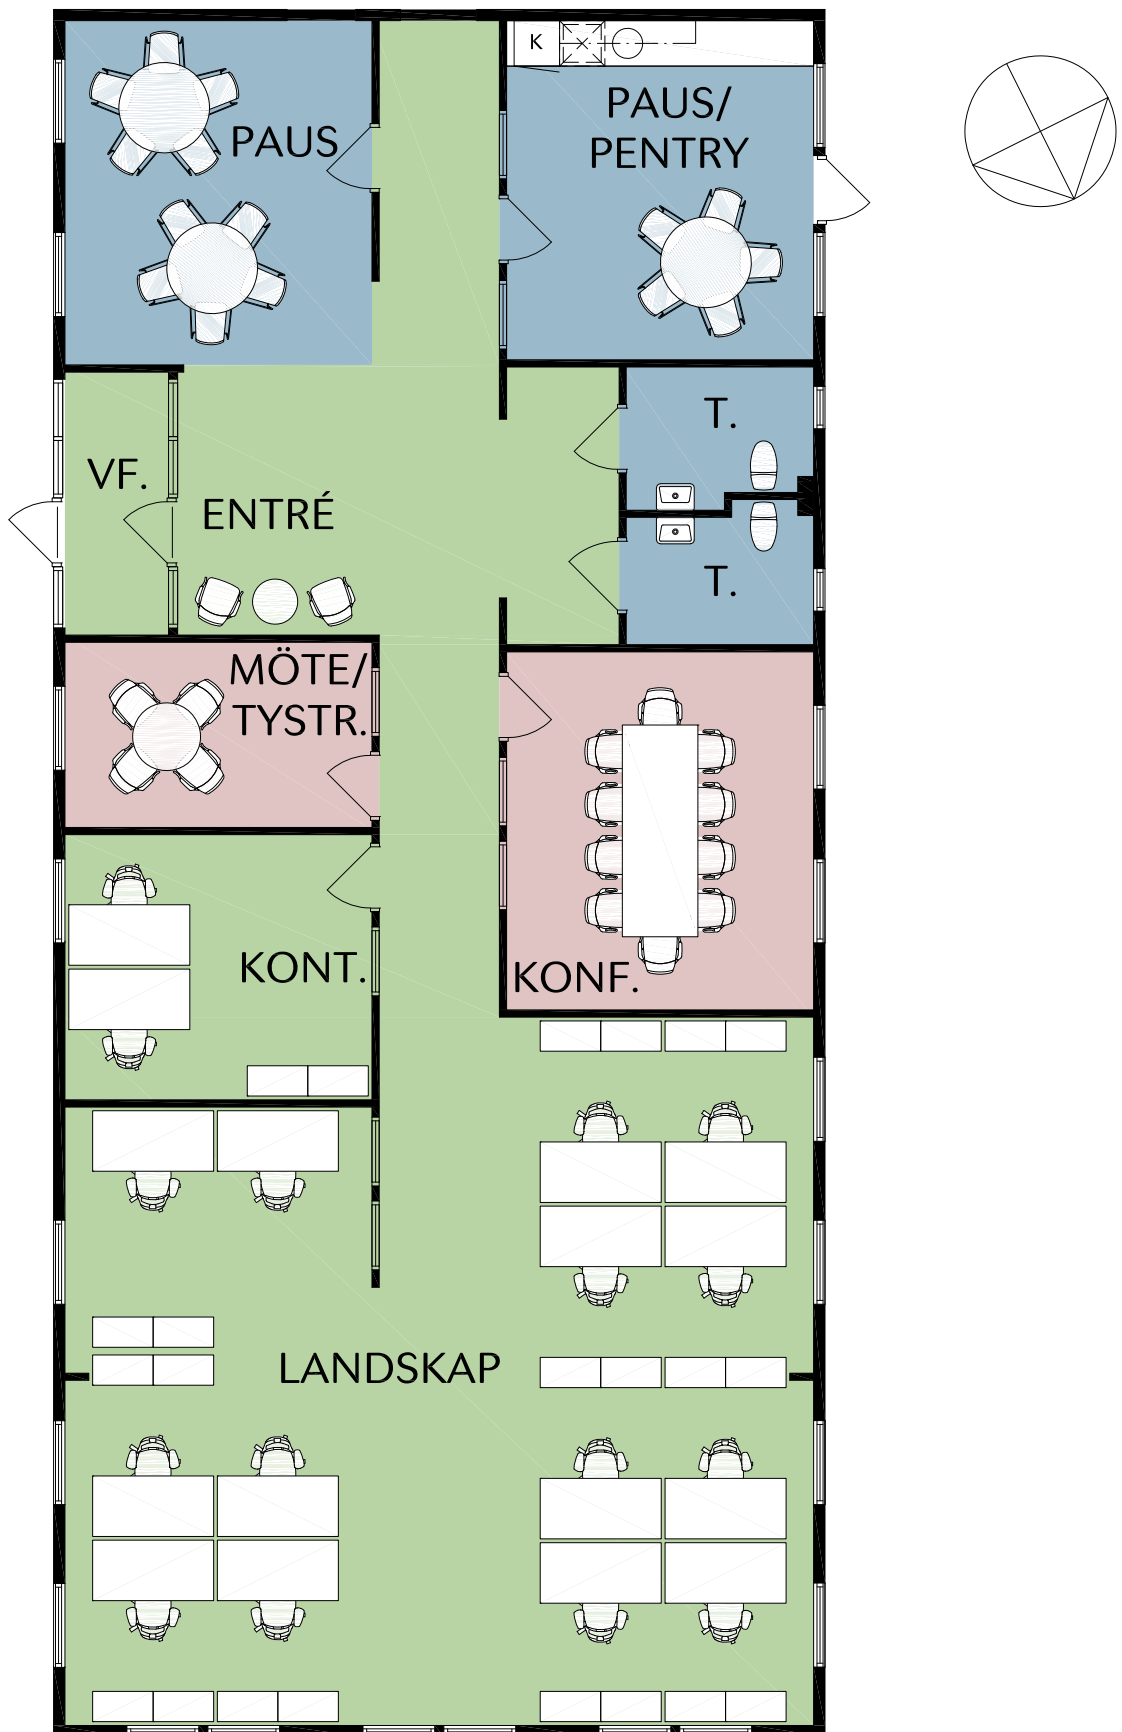 K
PAUS/
PENTRY
PAUS
T.
VF.
ENTRÉ
T.
MÖTE/
TYSTR.
KONT.
KONF.
LANDSKAP